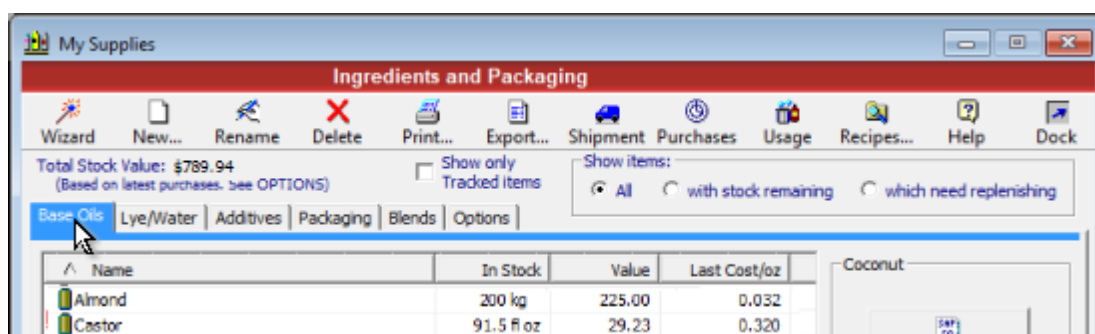 My Supplies
Ingredients and Packaging
Wizard New... Rename Delete Print... Export... Shipment Purchases Usage Recipes... Help Dock
Total Stock Value: $789.94
(Based on latest purchases. See OPTIONS)
Show only
Tracked items
Show items:
All with stock remaining which need replenishing
Base Oils Lye/Water Additives Packaging Blends Options
Name In Stock Value Last Cost/oz
Coconut
Almond 200 kg 225.00 0.032
Castor 91.5 fl oz 29.23 0.320